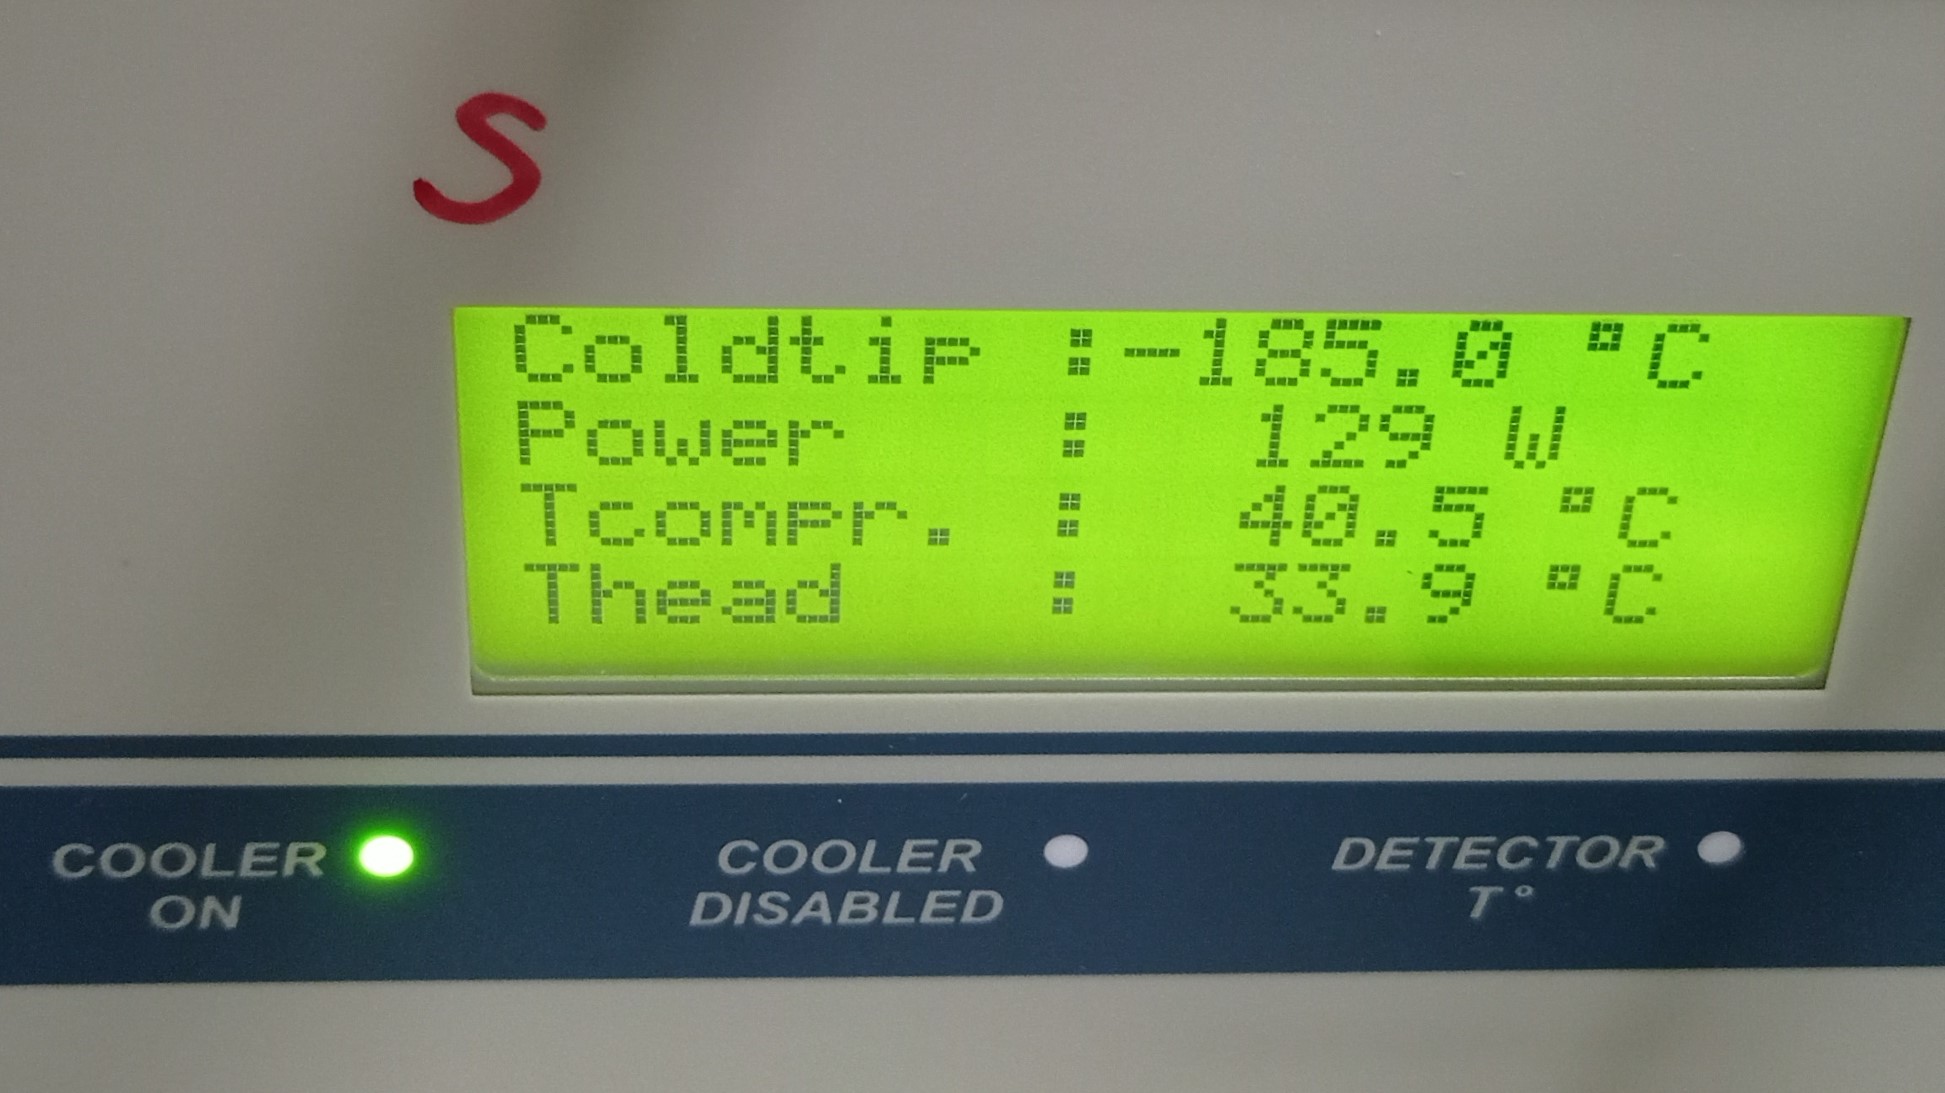 S
Coldtip :-185.0 °C
Power : 129 W
Tcompr. : 40.5 °C
Thead : 33.9 °C
COOLER ON
COOLER DISABLED
DETECTOR T°